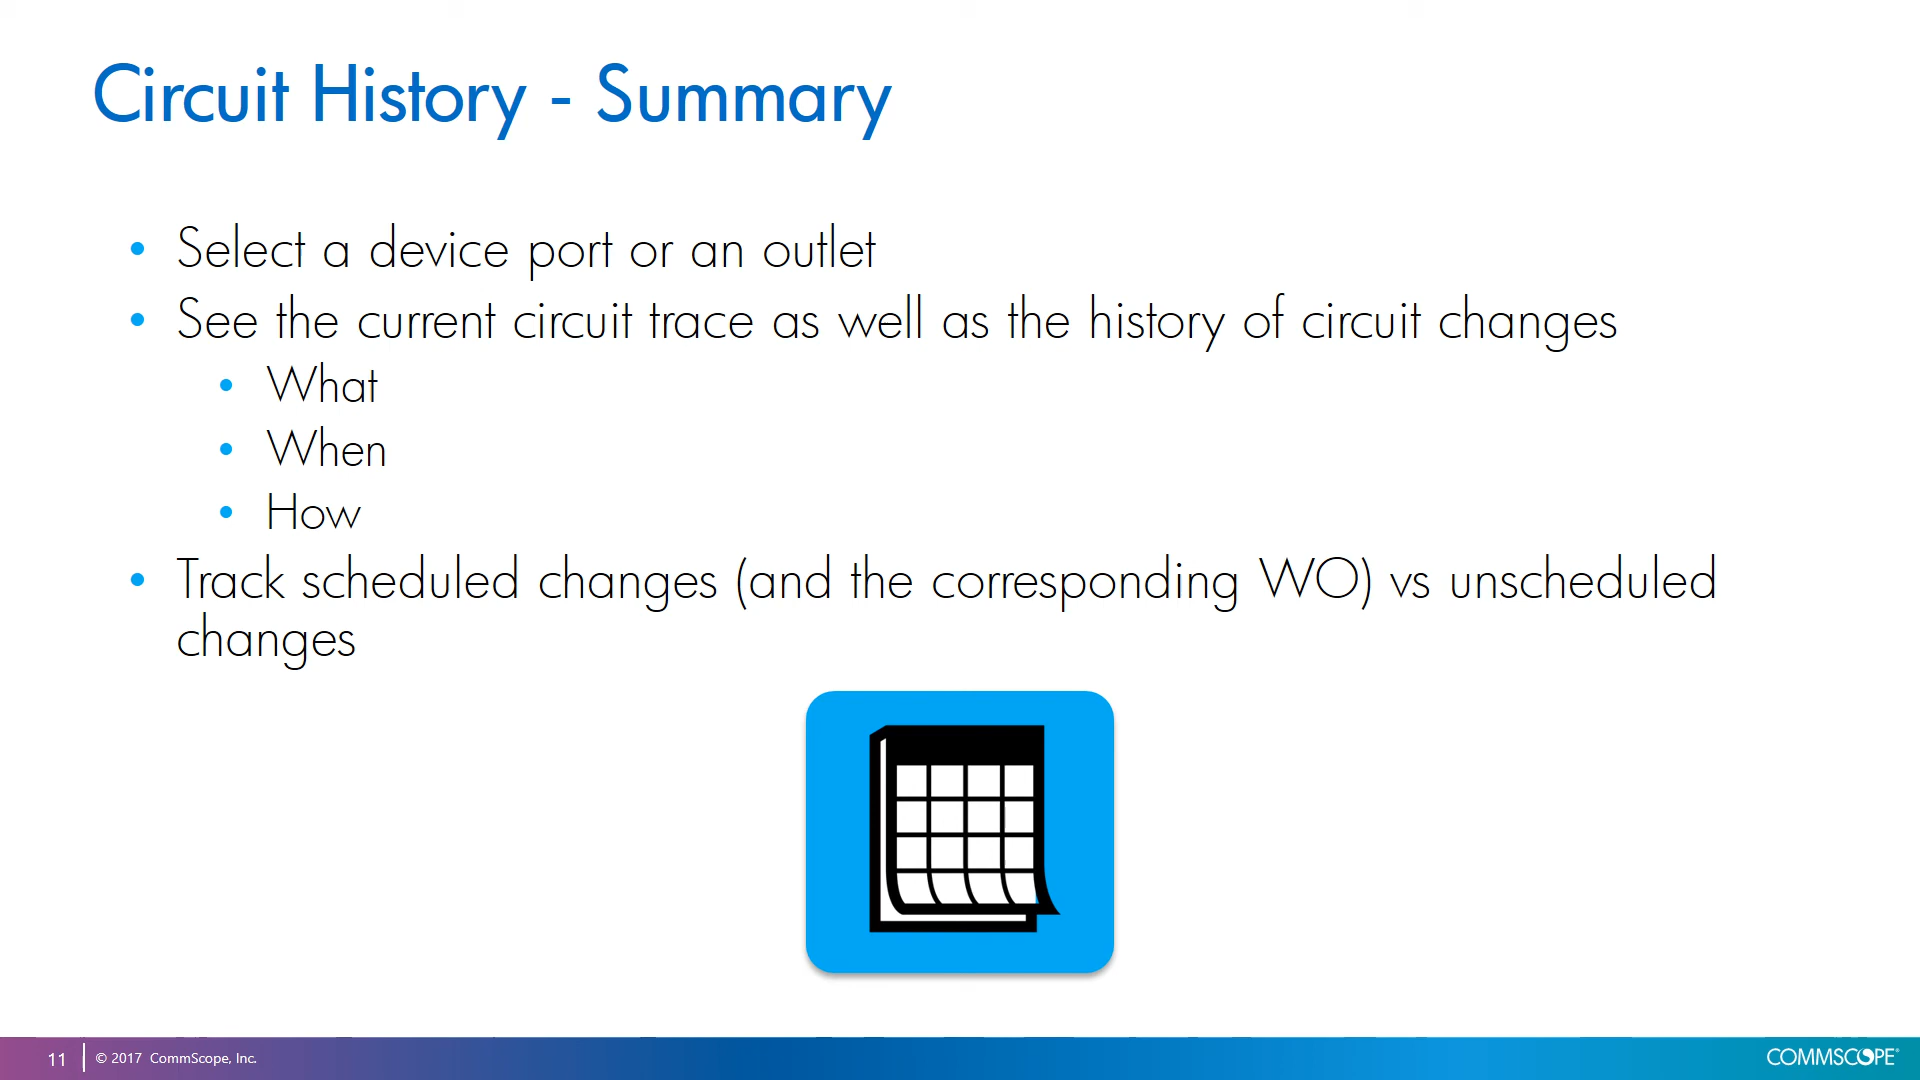 Circuit History - Summary
• Select a device port or an outlet
• See the current circuit trace as well as the history of circuit changes
• What
• When
• How
• Track scheduled changes (and the corresponding WO) vs unscheduled
changes
11 © 2017 CommScope, Inc.
COMMSCOPE®